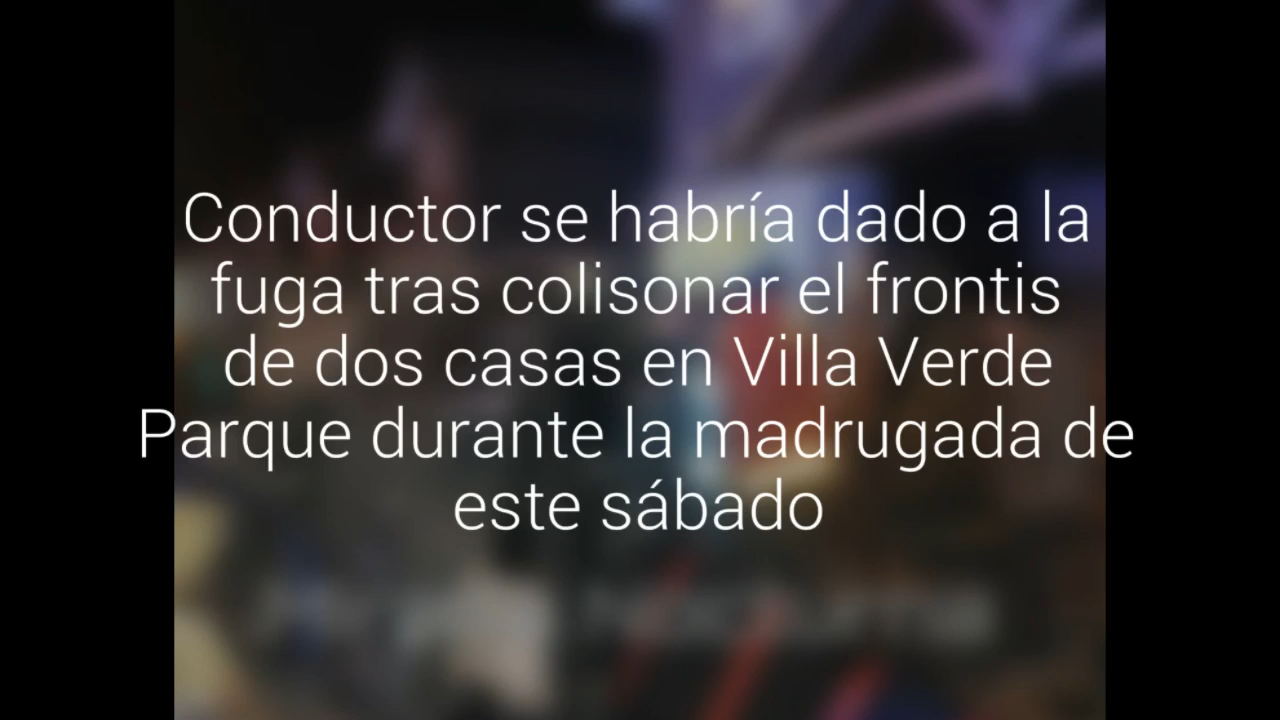 Conductor se habría dado a la
fuga tras colisonar el frontis
de dos casas en Villa Verde
Parque durante la madrugada de
este sábado